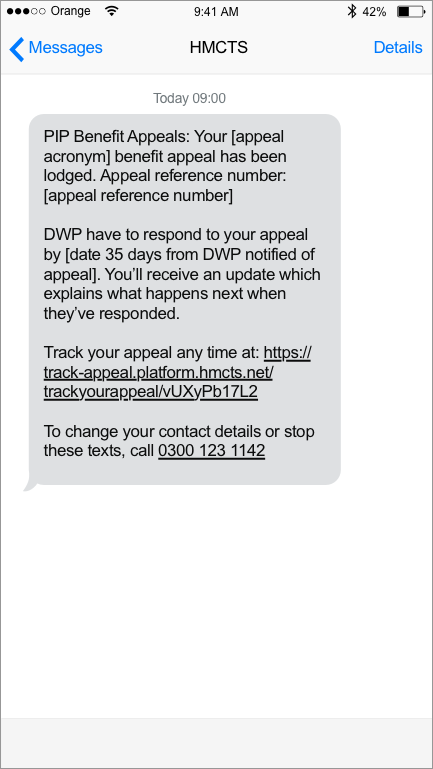 Orange 9:41 AM 42%
Messages HMCTS Details
Today 09:00
PIP Benefit Appeals: Your [appeal
acronym] benefit appeal has been
lodged. Appeal reference number:
[appeal reference number]
DWP have to respond to your appeal
by [date 35 days from DWP notified of
appeal]. You’ll receive an update which
explains what happens next when
they’ve responded.
Track your appeal any time at: https://
track-appeal.platform.hmcts.net/
trackyourappeal/vUXyPb17L2
To change your contact details or stop
these texts, call 0300 123 1142